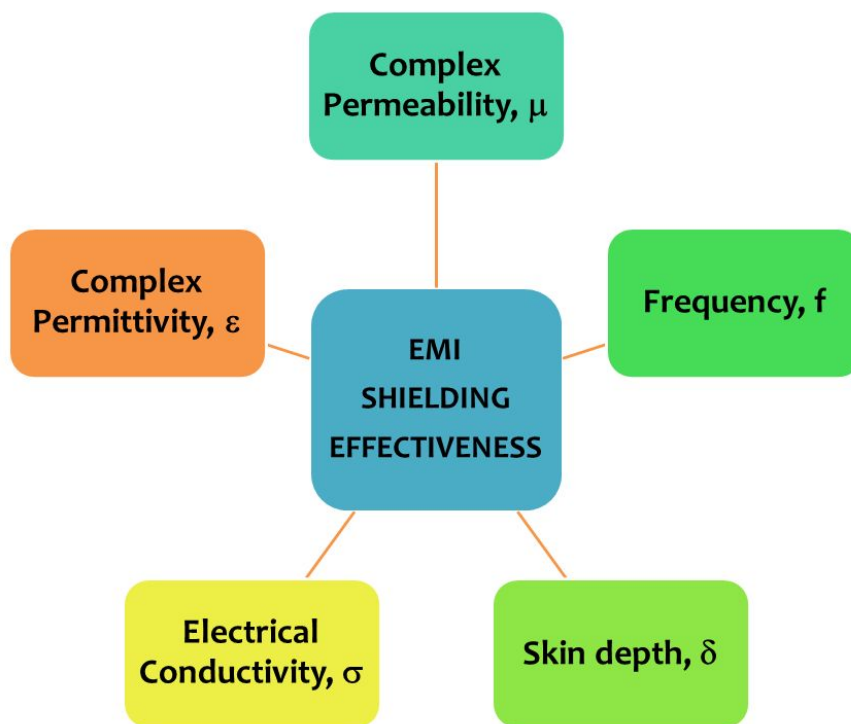 Complex
Permeability, μ
Complex
Permittivity, ε
Frequency, f
EMI
SHIELDING
EFFECTIVENESS
Electrical
Conductivity, σ
Skin depth, δ